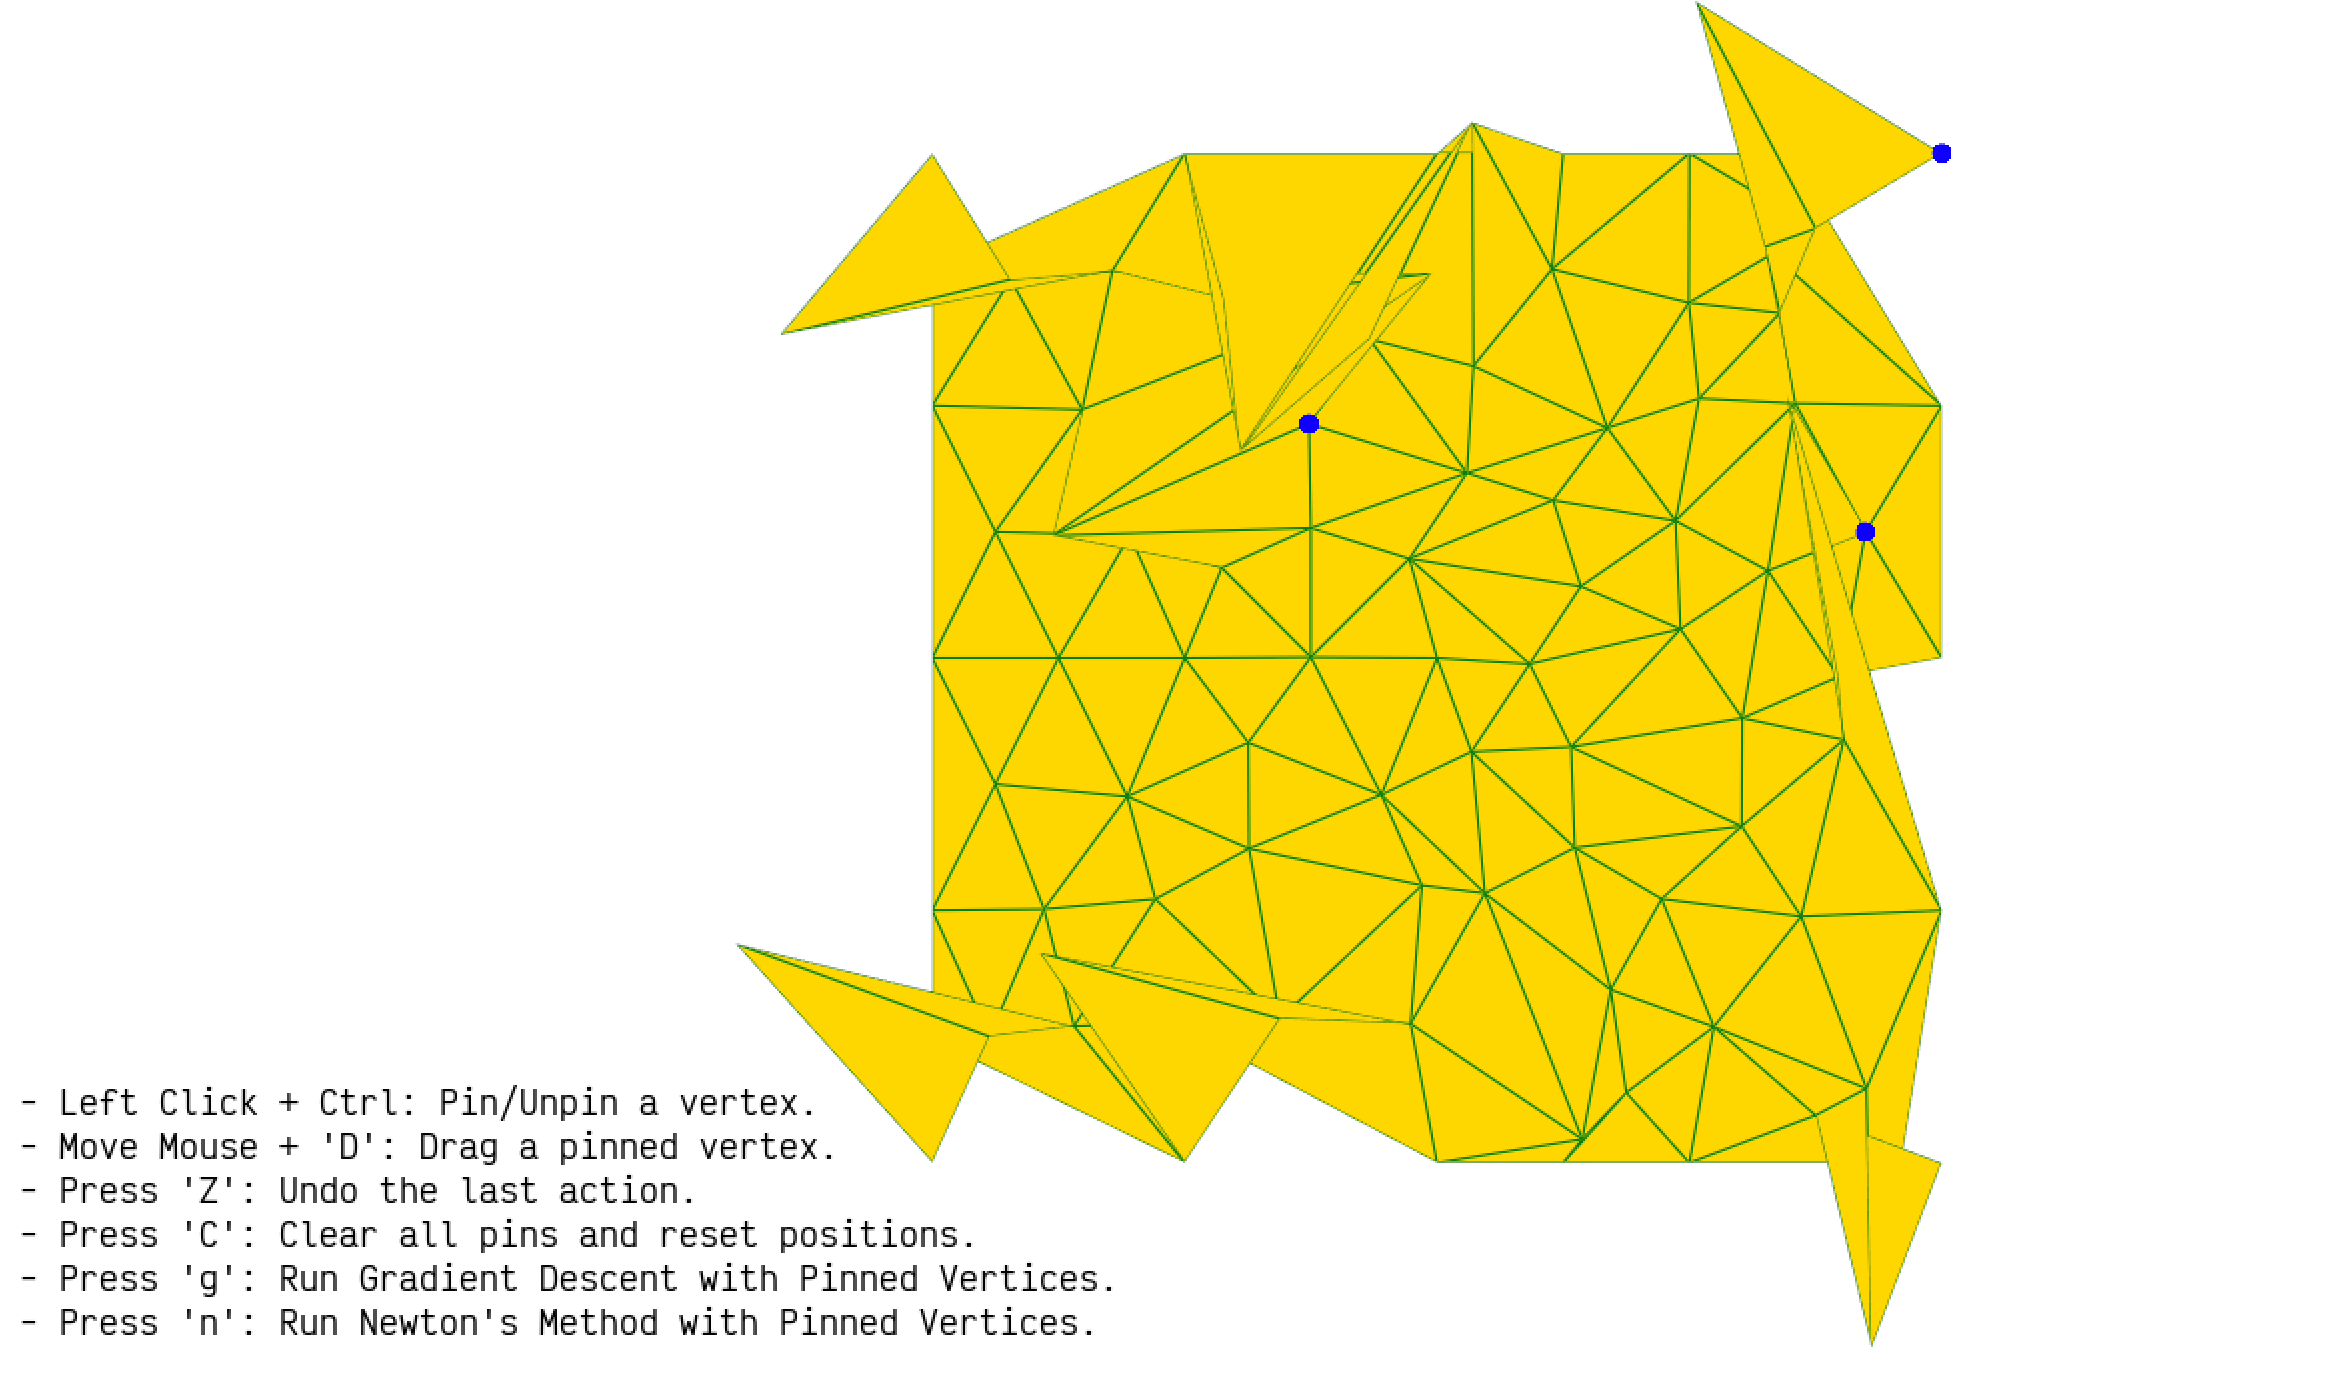 - Left Click + Ctrl: Pin/Unpin a vertex.
- Move Mouse + 'D': Drag a pinned vertex.
- Press 'Z': Undo the last action.
- Press 'C': Clear all pins and reset positions.
- Press 'g': Run Gradient Descent with Pinned Vertices.
- Press 'n': Run Newton's Method with Pinned Vertices.